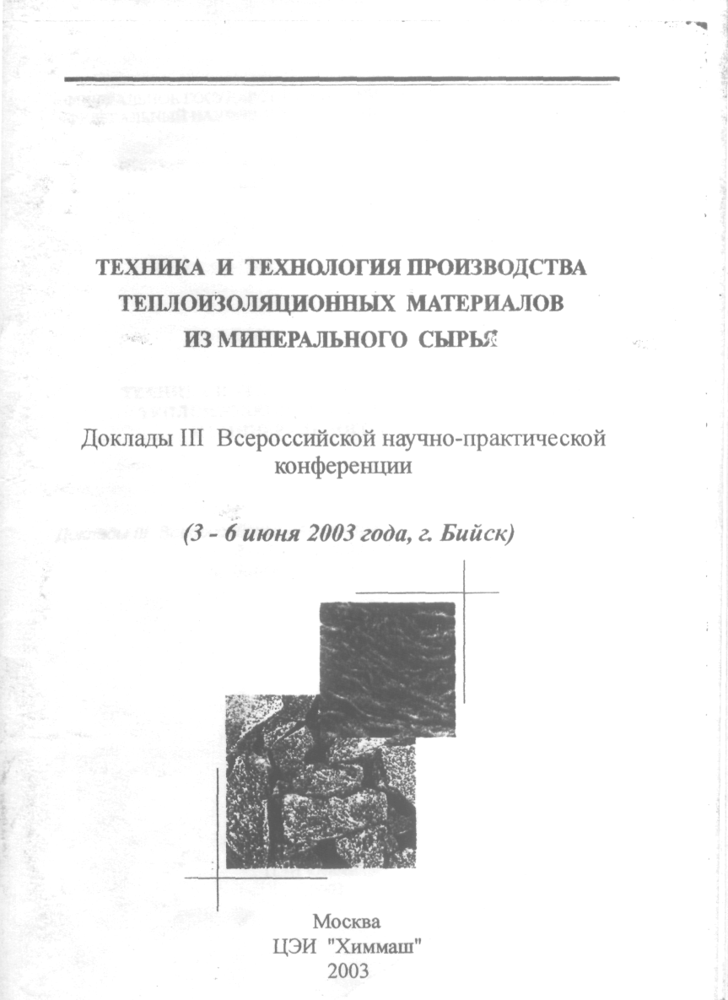 ТЕХНИКА И ТЕХНОЛОГИЯ ПРОИЗВОДСТВА
ТЕПЛОИЗОЛЯЦИОННЫХ МАТЕРИАЛОВ
ИЗ МИНЕРАЛЬНОГО СЫРЬЯ
Доклады III Всероссийской научно-практической
конференции
(3 - 6 июня 2003 года, г. Бийск)
Москва
ЦЭИ "Химмаш"
2003